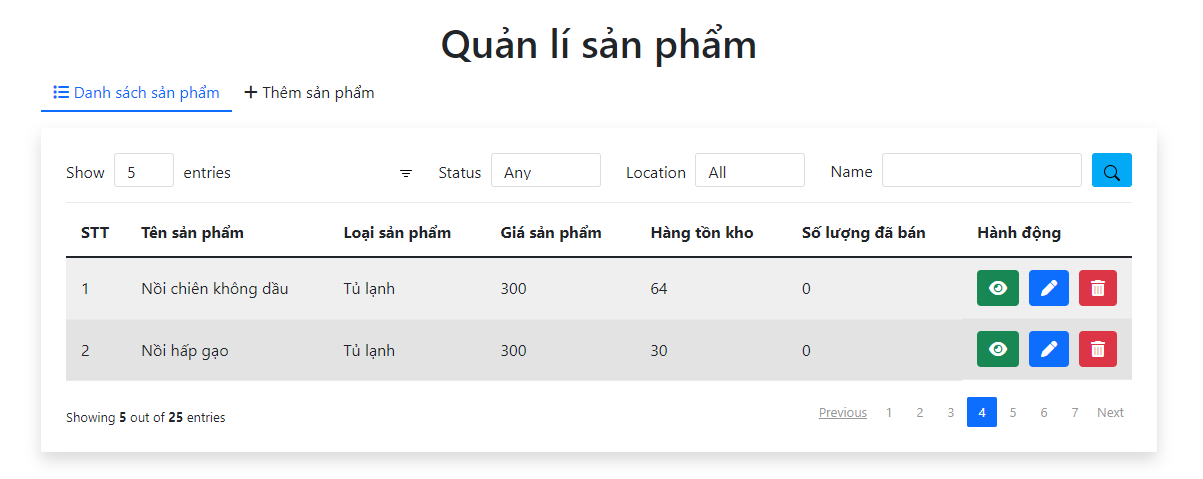 Quản lí sản phẩm
Danh sách sản phẩm Thêm sản phẩm
Show 5 entries Status Any Location All Name
STT Tên sản phẩm Loại sản phẩm Giá sản phẩm Hàng tồn kho Số lượng đã bán Hành động
1 Nồi chiên không dầu Tủ lạnh 300 64 0
2 Nồi hấp gạo Tủ lạnh 300 30 0
Showing 5 out of 25 entries Previous 1 2 3 4 5 6 7 Next